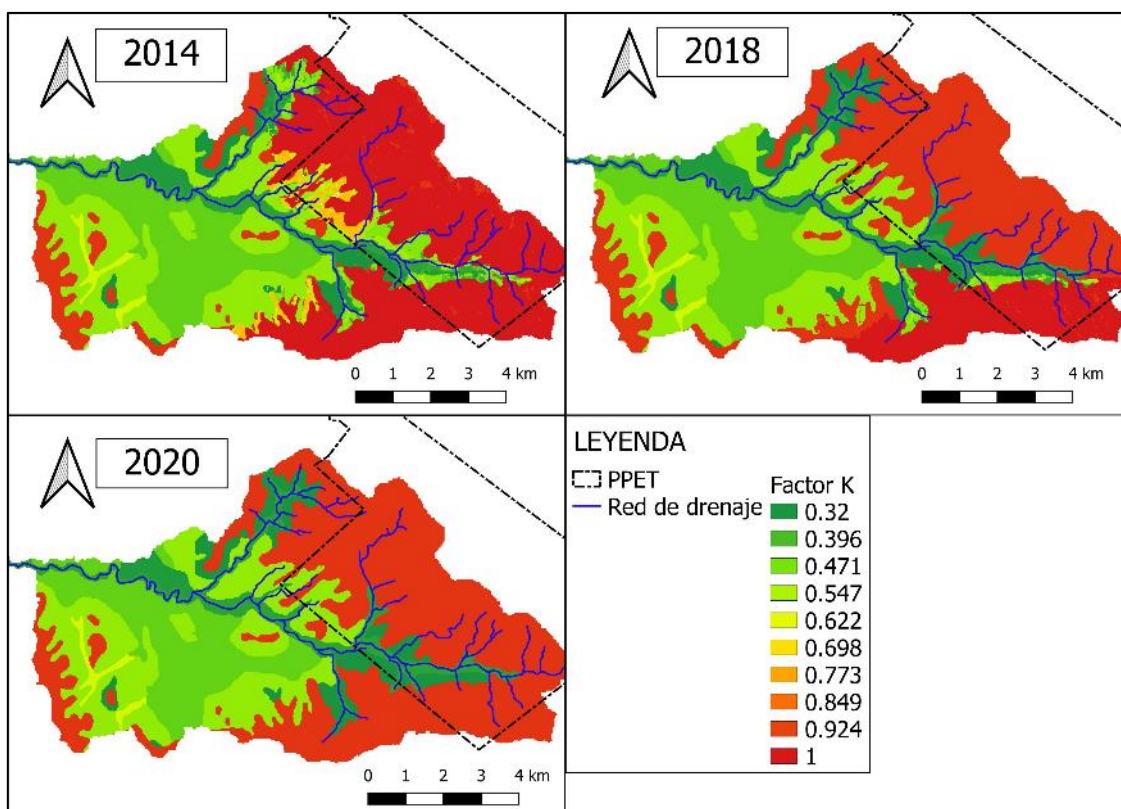 2014
0 1 2 3 4 km
2018
0 1 2 3 4 km
2020
0 1 2 3 4 km
LEYENDA
PPET
Red de drenaje
Factor K
0.32
0.396
0.471
0.547
0.622
0.698
0.773
0.849
0.924
1